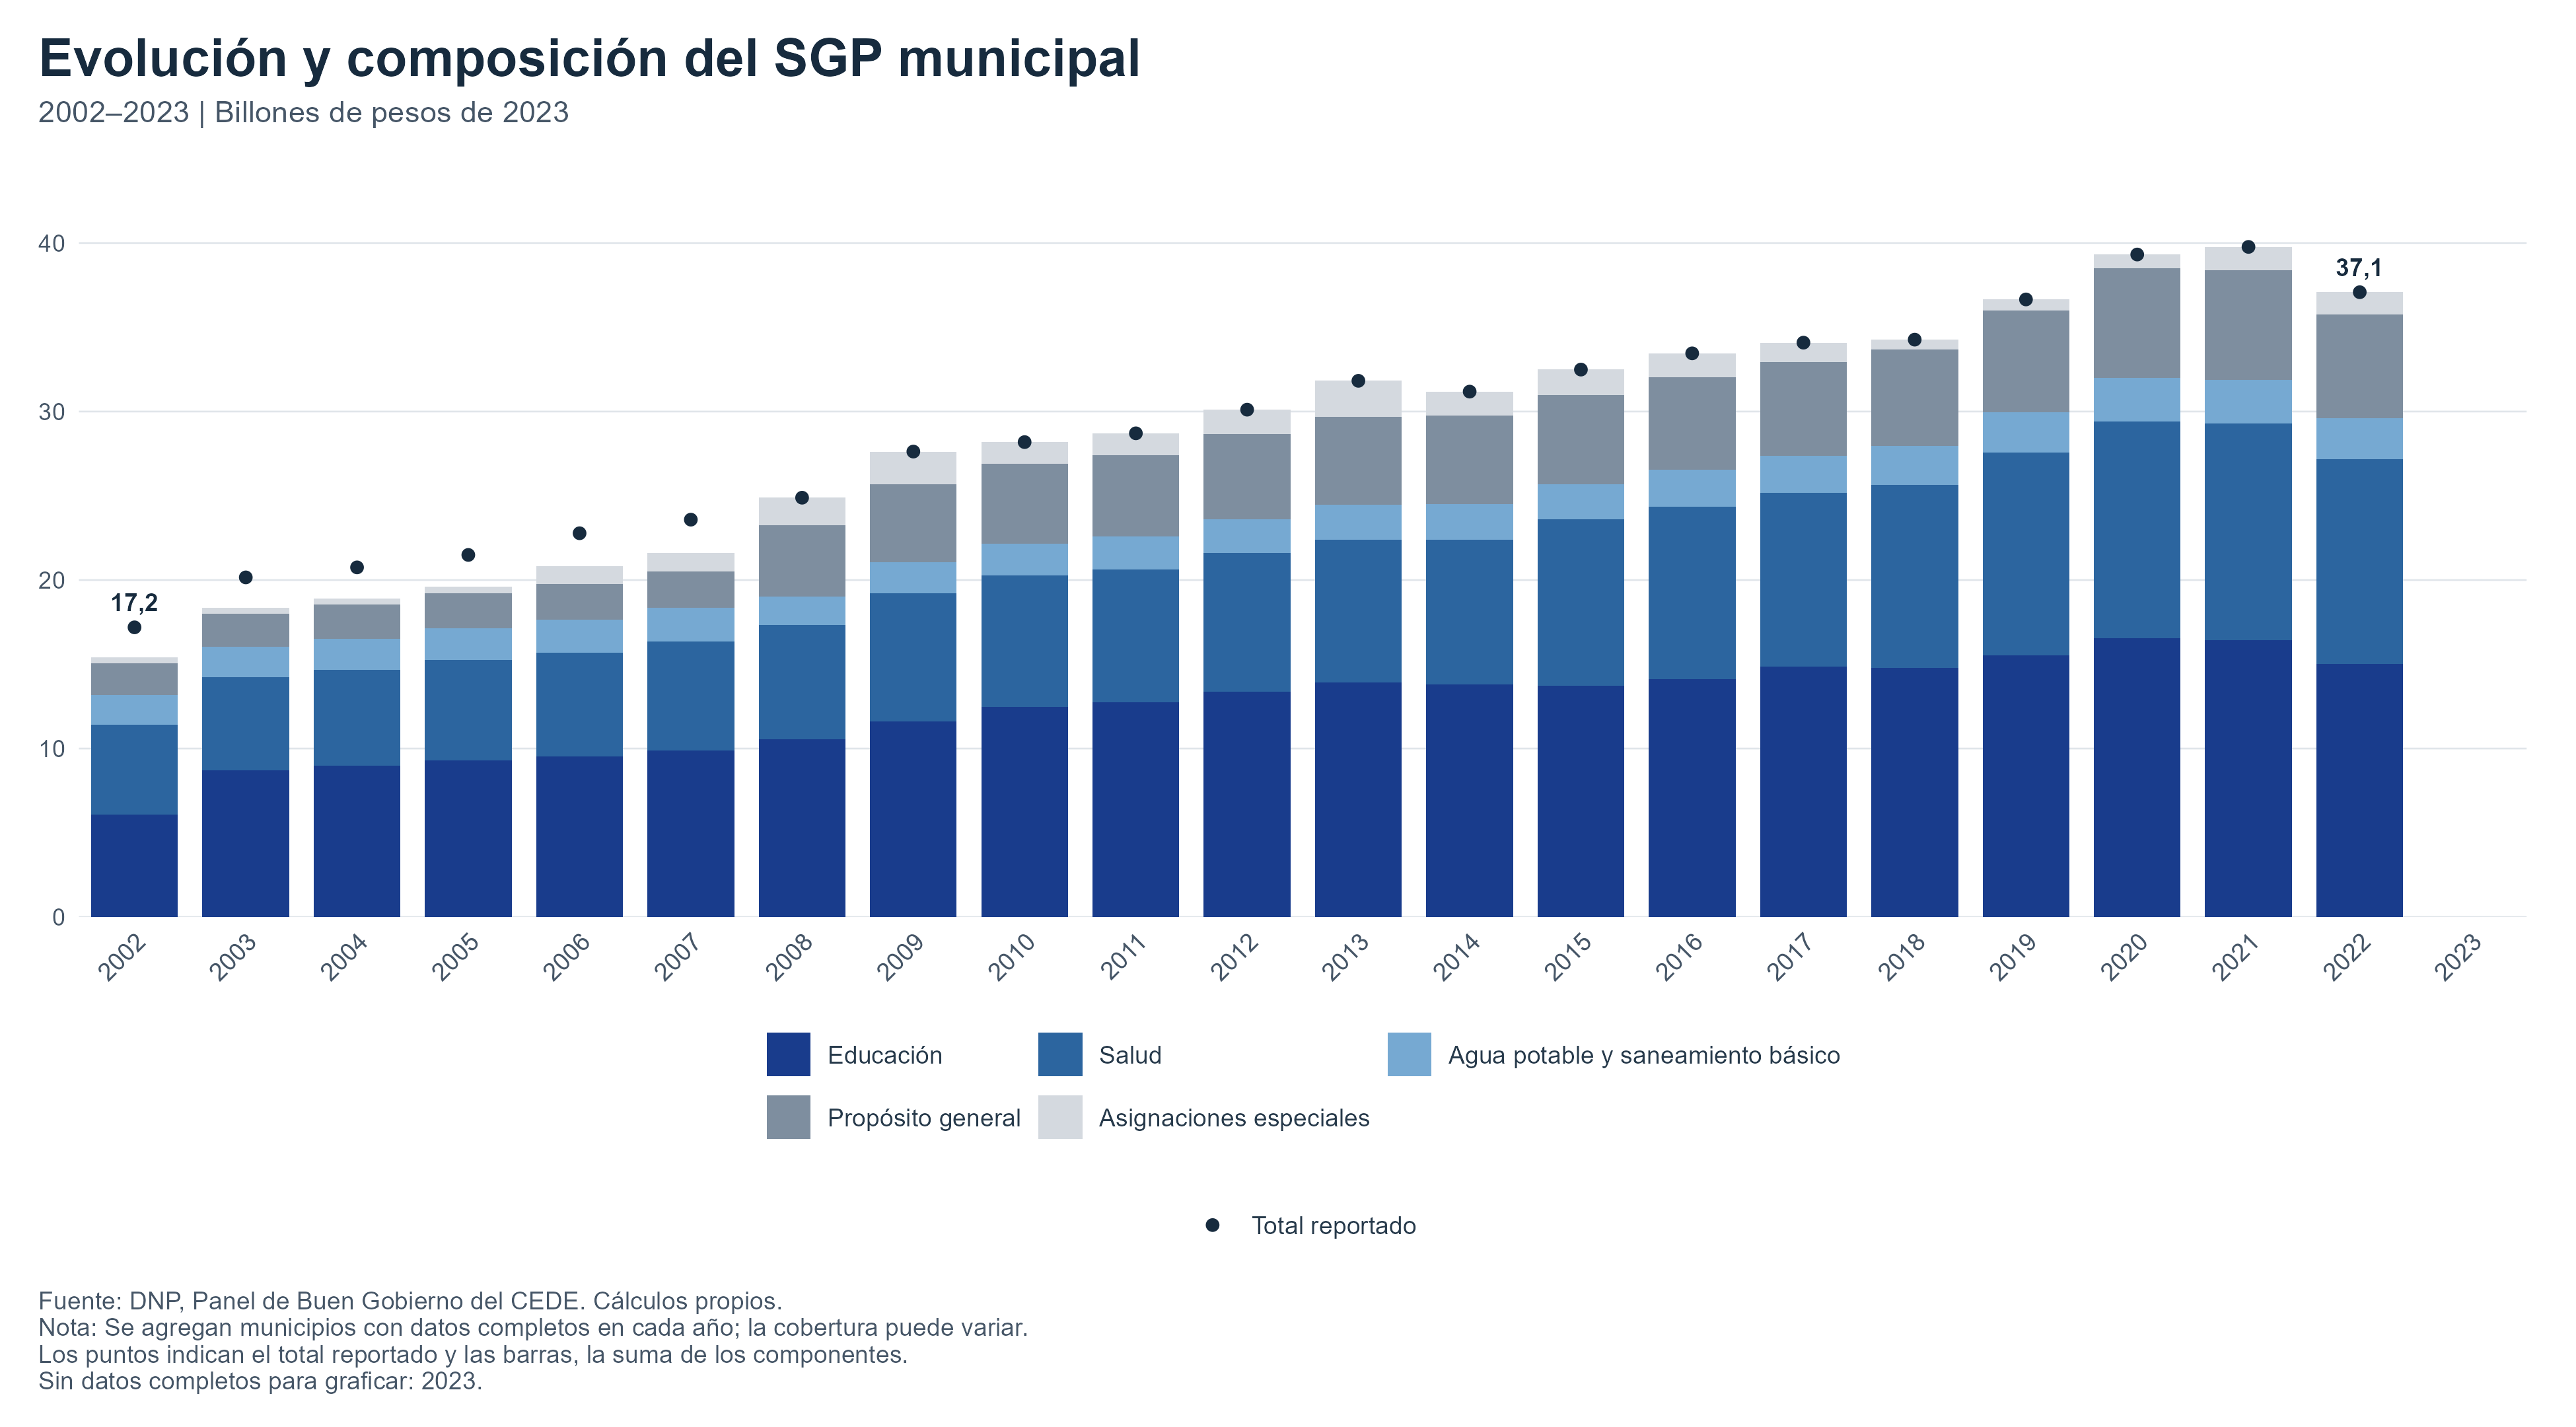 Evolución y composición del SGP municipal
2002–2023 | Billones de pesos de 2023
40
30
20
10
0
17,2
37,1
2002
2003
2004
2005
2006
2007
2008
2009
2010
2011
2012
2013
2014
2015
2016
2017
2018
2019
2020
2021
2022
2023
Educación
Salud
Agua potable y saneamiento básico
Propósito general
Asignaciones especiales
Total reportado
Fuente: DNP, Panel de Buen Gobierno del CEDE. Cálculos propios.
Nota: Se agregan municipios con datos completos en cada año; la cobertura puede variar.
Los puntos indican el total reportado y las barras, la suma de los componentes.
Sin datos completos para graficar: 2023.